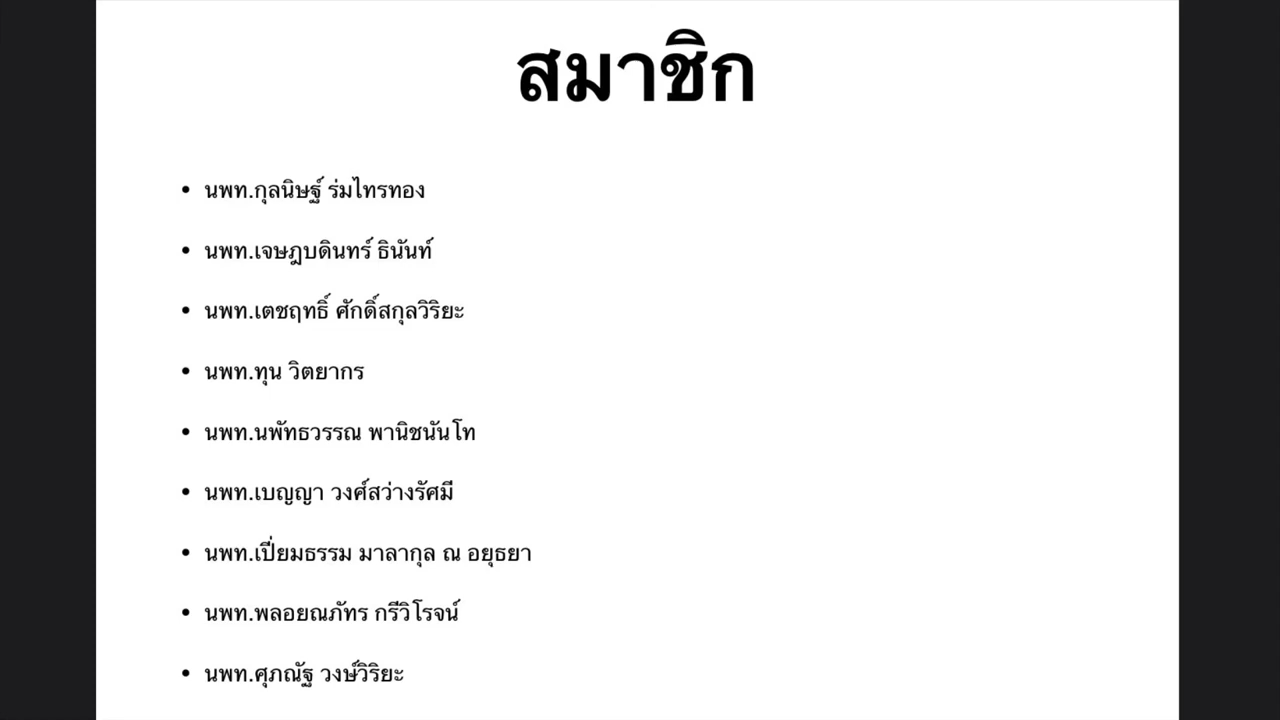 สมาชิก
• นพท.กุลนิษฐ์ ร่มไทรทอง
• นพท.เจษฎบดินทร์ ธินันท์
• นพท.เตชฤทธิ์ ศักดิ์สกุลวิริยะ
• นพท.ทุน วิตยากร
• นพท.นพัทธวรรณ พานิชนันโท
• นพท.เบญญา วงศ์สว่างรัศมี
• นพท.เปี่ยมธรรม มาลากุล ณ อยุธยา
• นพท.พลอยณภัทร กรีวิโรจน์
• นพท.ศุภณัฐ วงษ์วิริยะ